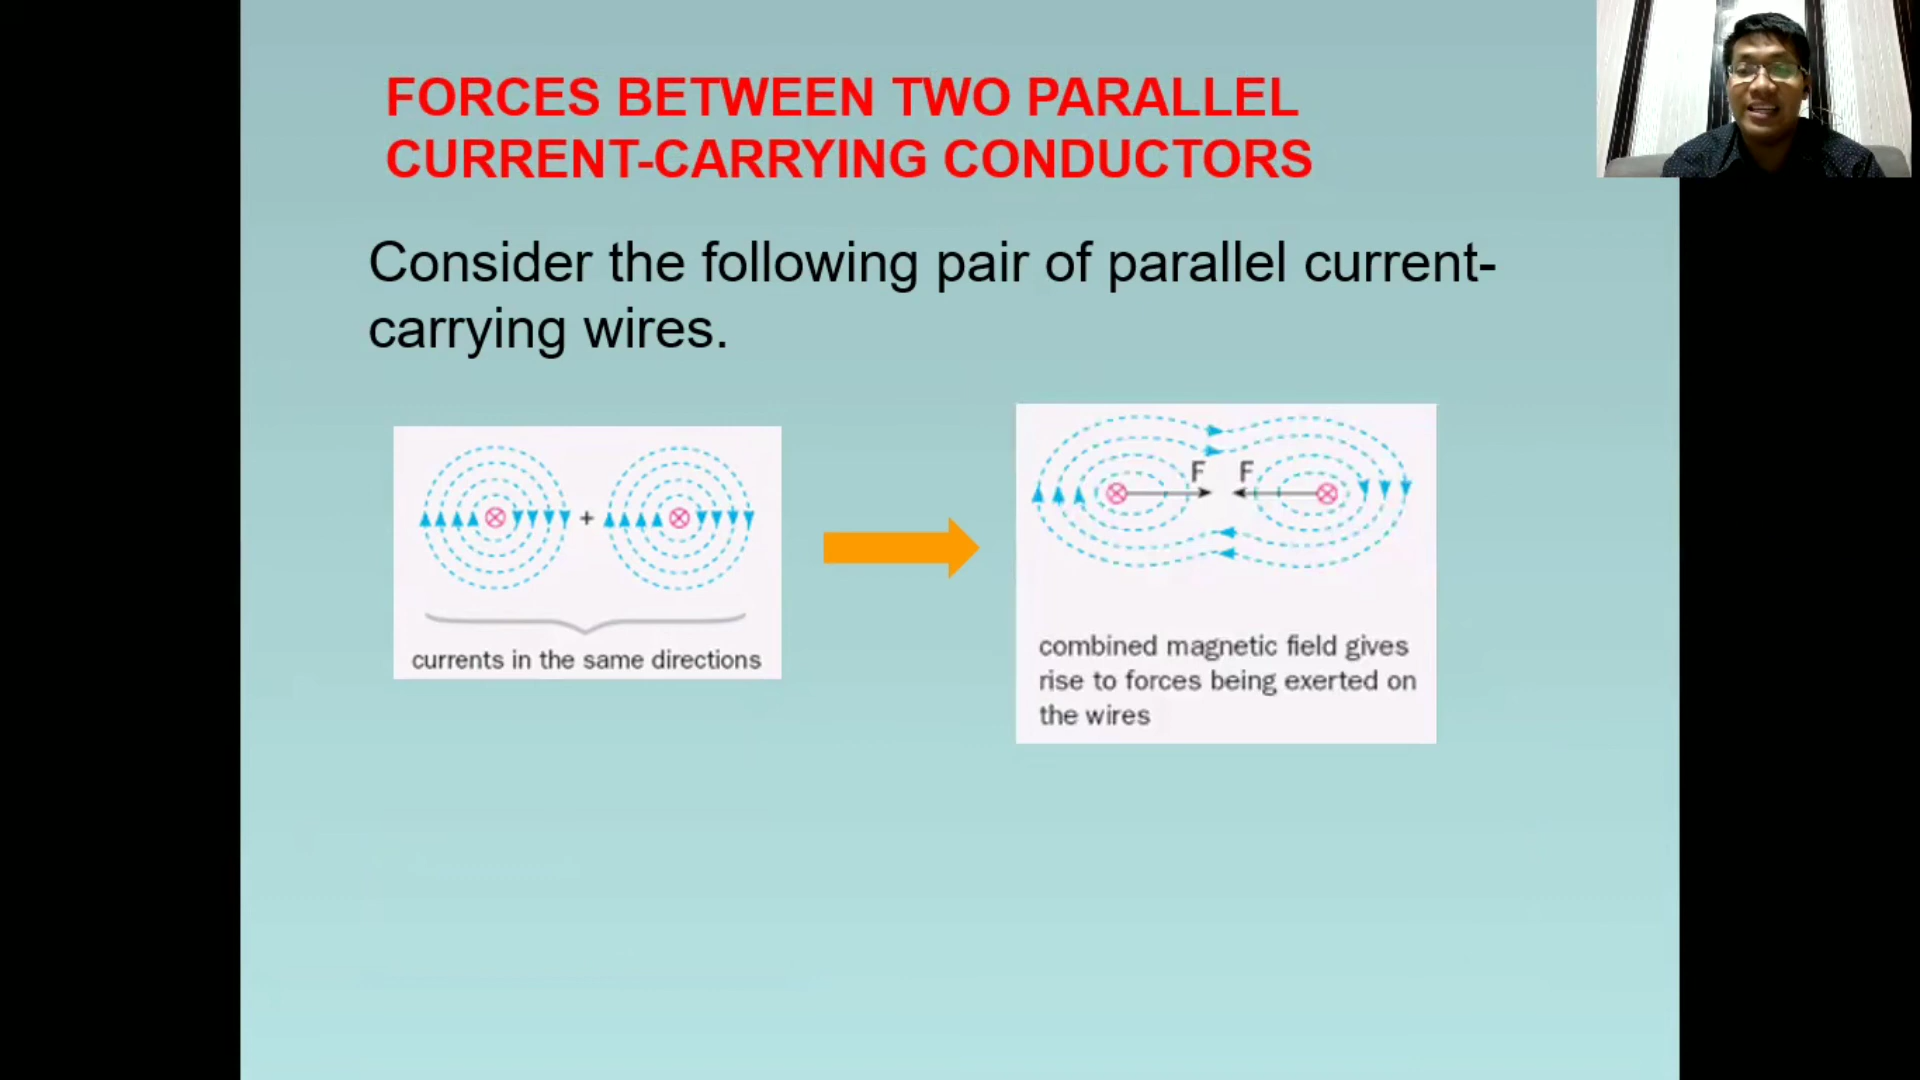 FORCES BETWEEN TWO PARALLEL
CURRENT-CARRYING CONDUCTORS
Consider the following pair of parallel current-
carrying wires.
+
currents in the same directions
F F
combined magnetic field gives
rise to forces being exerted on
the wires